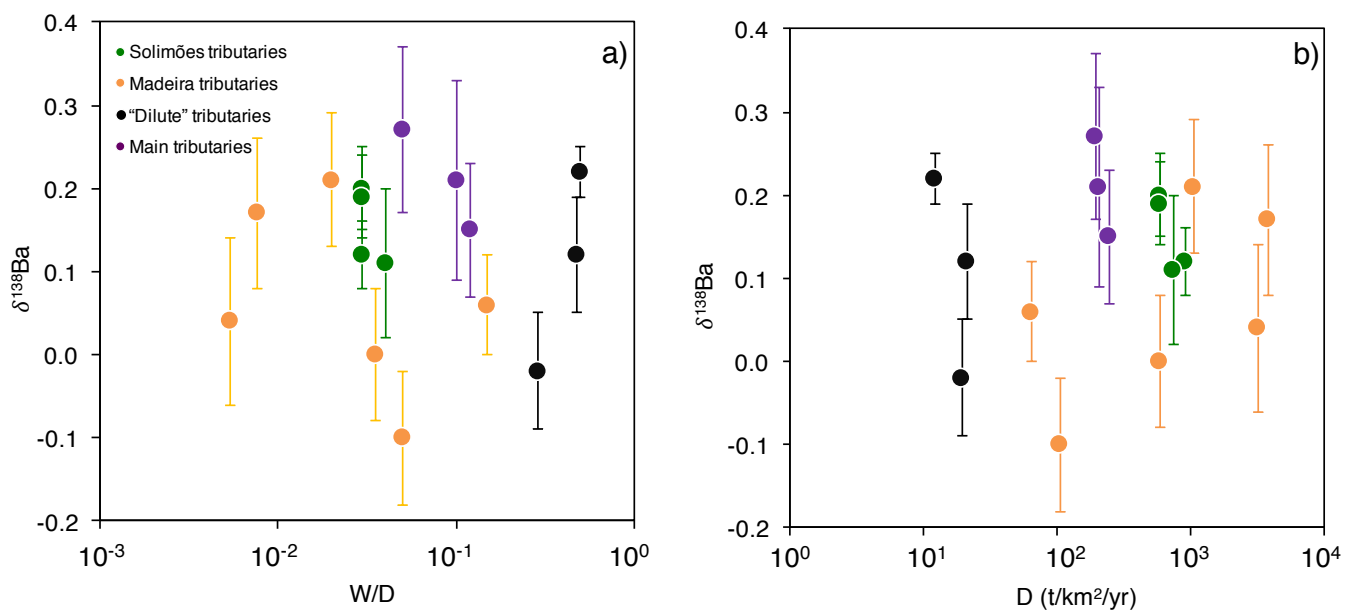 a)
Solimões tributaries
Madeira tributaries
“Dilute” tributaries
Main tributaries
0.4
0.3
0.2
0.1
0.0
-0.1
-0.2
δ¹³⁸Ba
10⁻³ 10⁻² 10⁻¹ 10⁰
W/D
b)
0.4
0.3
0.2
0.1
0.0
-0.1
-0.2
δ¹³⁸Ba
10⁰ 10¹ 10² 10³ 10⁴
D (t/km²/yr)